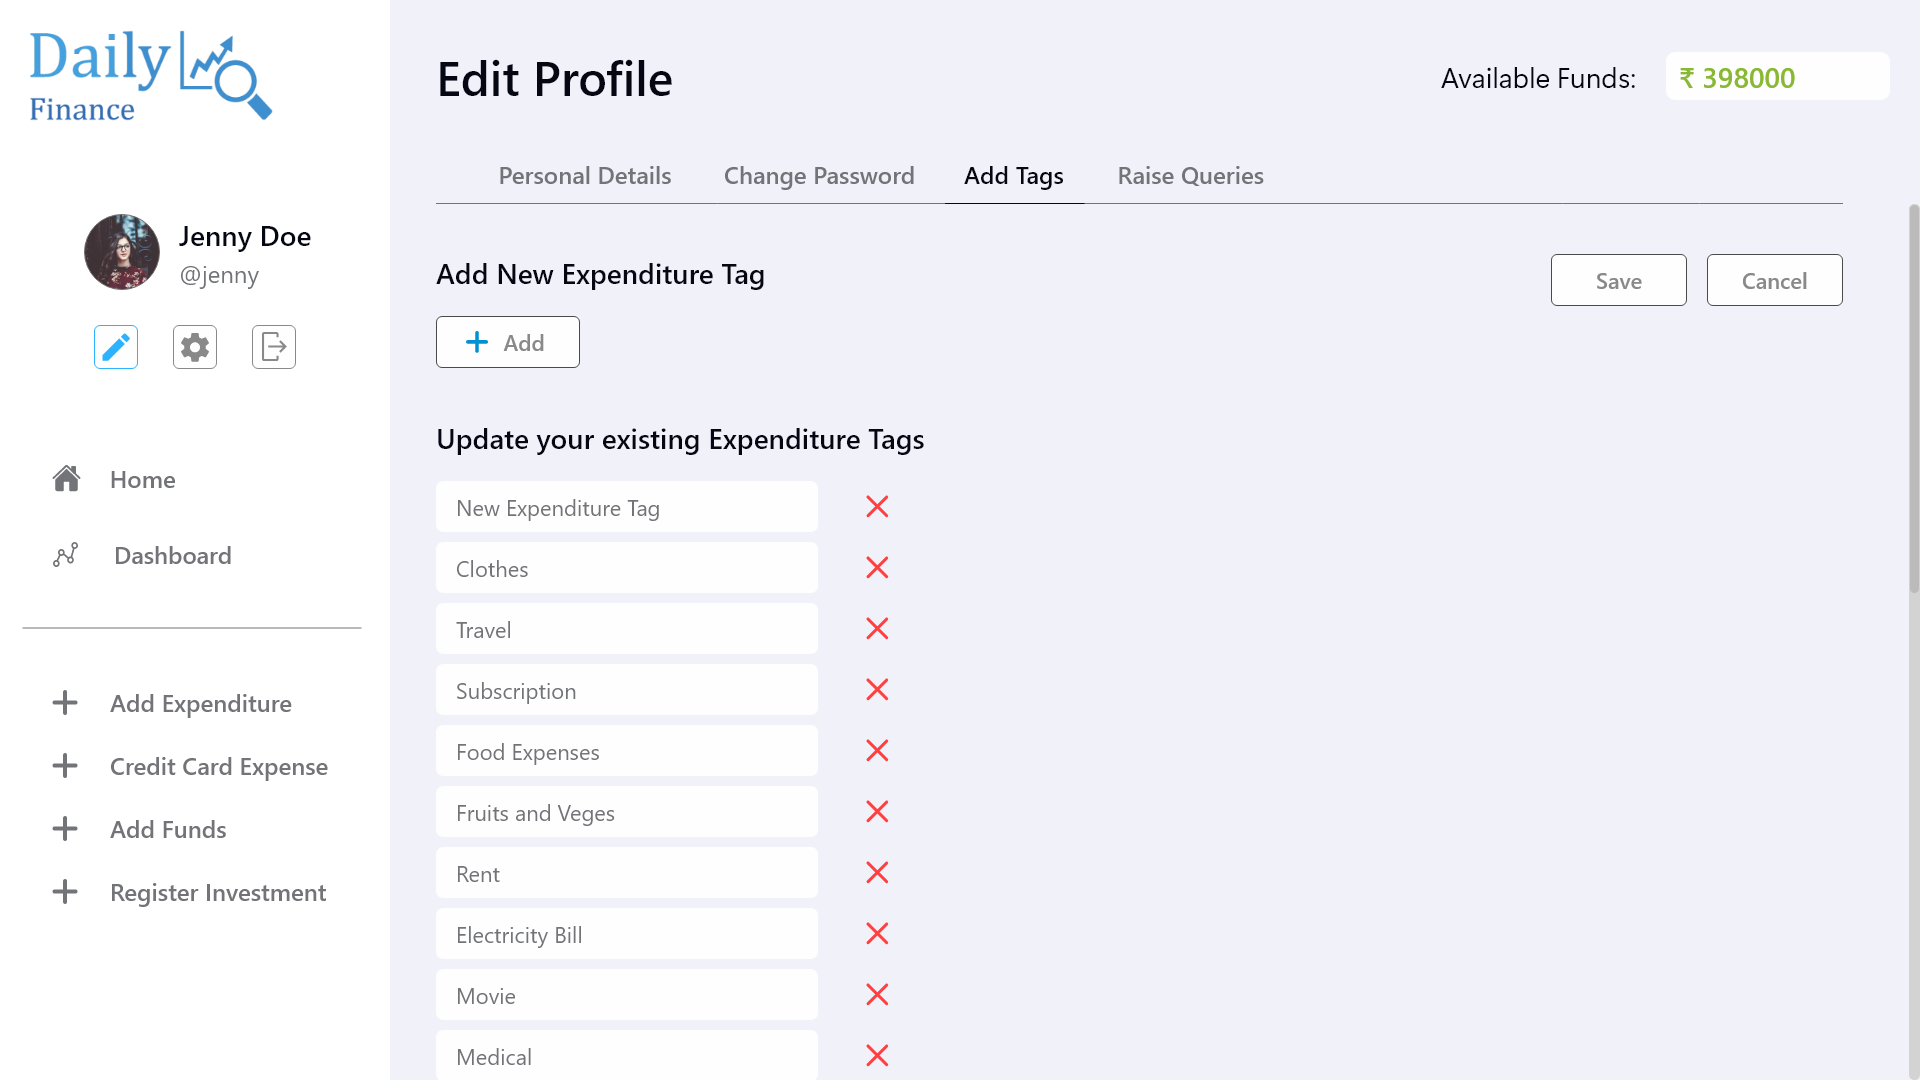 Daily
Finance
Jenny Doe
@jenny
Home
Dashboard
Add Expenditure
Credit Card Expense
Add Funds
Register Investment
Edit Profile
Available Funds: ₹ 398000
Personal Details Change Password Add Tags Raise Queries
Add New Expenditure Tag
Save Cancel
Add
Update your existing Expenditure Tags
New Expenditure Tag
Clothes
Travel
Subscription
Food Expenses
Fruits and Veges
Rent
Electricity Bill
Movie
Medical